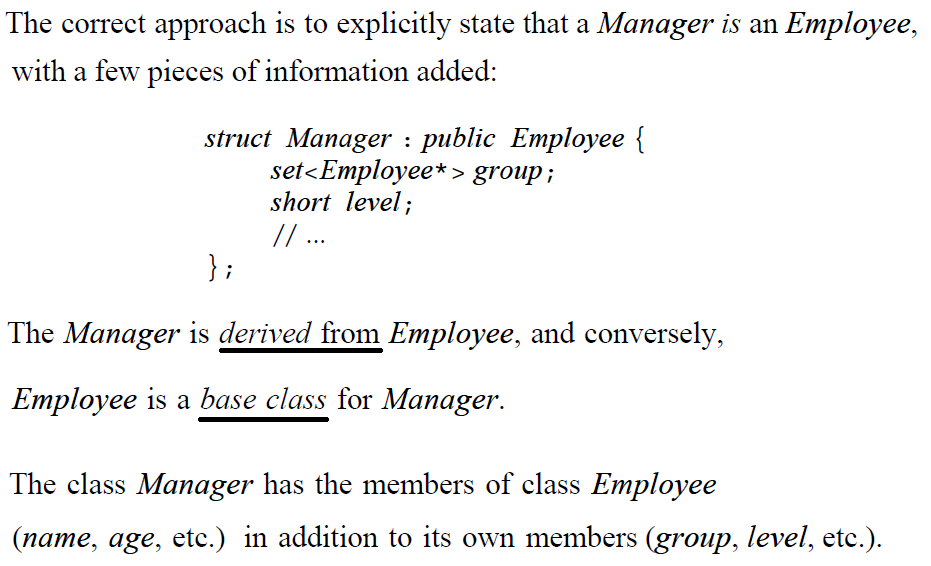 The correct approach is to explicitly state that a Manager is an Employee,
with a few pieces of information added:
struct Manager : public Employee {
set<Employee*> group;
short level;
// ...
};
The Manager is derived from Employee, and conversely,
Employee is a base class for Manager.
The class Manager has the members of class Employee
(name, age, etc.) in addition to its own members (group, level, etc.).